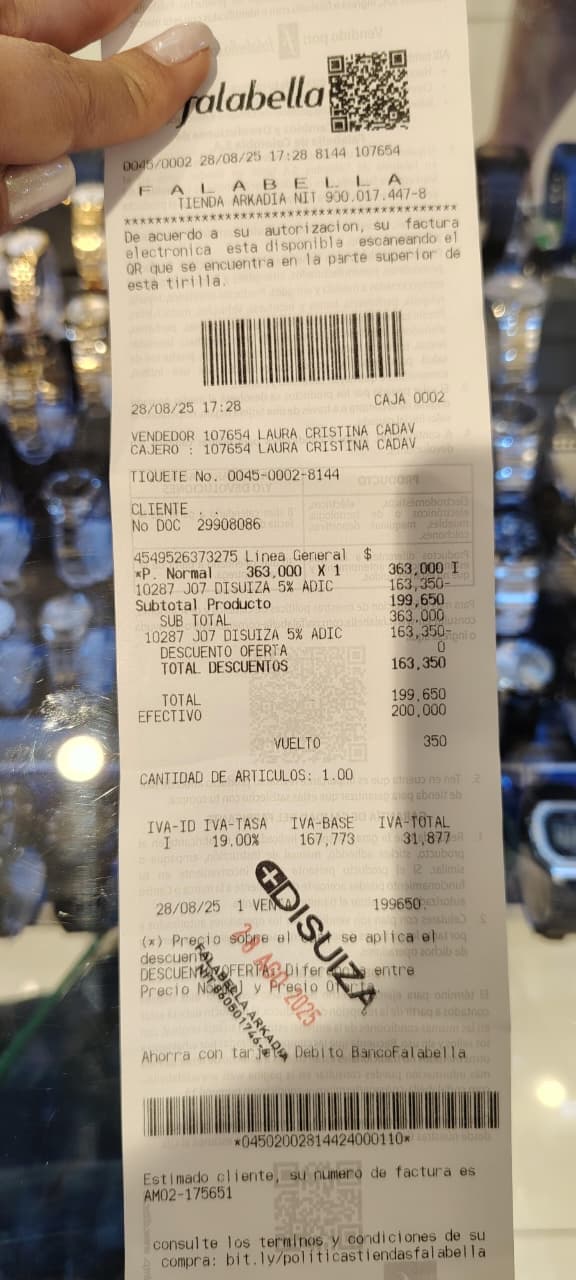 falabella
0045/0002 28/08/25 17:28 8144 107654
F A L A B E L L A
TIENDA ARKADIA NIT 900.017.447-8
******************************************
De acuerdo a su autorizacion, su factura
electronica esta disponible escaneando el
QR que se encuentra en la parte superior de
esta tirilla.
28/08/25 17:28 CAJA 0002
VENDEDOR 107654 LAURA CRISTINA CADAV
CAJERO : 107654 LAURA CRISTINA CADAV
TIQUETE No. 0045-0002-8144
CLIENTE . .
No DOC 29908086
4549526373275 Linea General $
*P. Normal 363,000 X 1 363,000 I
10287 J07 DISUIZA 5% ADIC 163,350-
Subtotal Producto 199,650
SUB TOTAL 363,000
10287 J07 DISUIZA 5% ADIC 163,350-
DESCUENTO OFERTA 0
TOTAL DESCUENTOS 163,350
TOTAL 199,650
EFECTIVO 200,000
VUELTO 350
CANTIDAD DE ARTICULOS: 1.00
IVA-ID IVA-TASA IVA-BASE IVA-TOTAL
I 19.00% 167,773 31,877
28/08/25 1 VENTA 199650
DISUIZA
28 AGO 2025
FALABELLA ARKADIA
(x) Precio sobre el se aplica el
descuen
DESCUENTO OFERTA: Diferencia entre
Precio Normal y Precio Oferta.
Ahorra con tarjeta Debito BancoFalabella
*04502002814424000110*
Estimado cliente, su numero de factura es
AM02-175651
consulte los terminos y condiciones de su
compra: bit.ly/politicastiendasfalabella